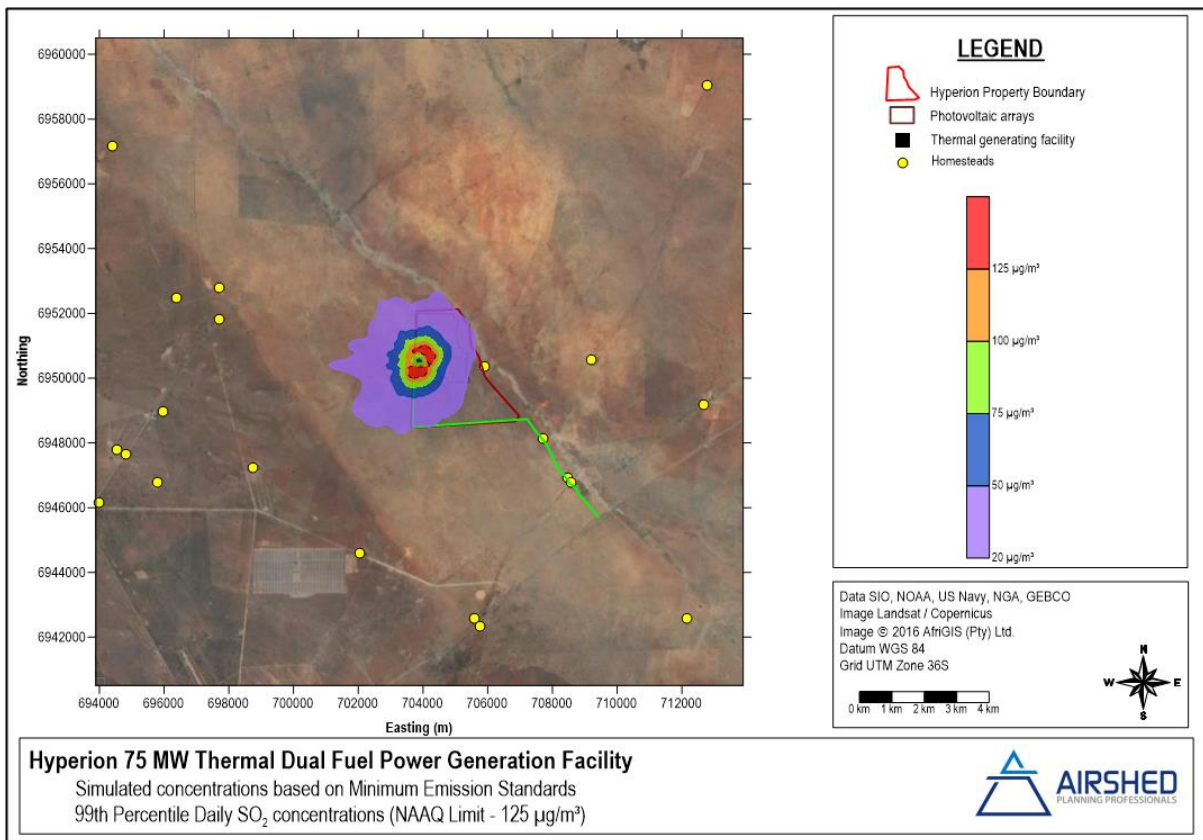 6960000
6958000
6956000
6954000
6952000
6950000
6948000
6946000
6944000
6942000
Northing
694000 696000 698000 700000 702000 704000 706000 708000 710000 712000
Easting (m)
LEGEND
Hyperion Property Boundary
Photovoltaic arrays
Thermal generating facility
Homesteads
125 µg/m³
100 µg/m³
75 µg/m³
50 µg/m³
20 µg/m³
Data SIO, NOAA, US Navy, NGA, GEBCO
Image Landsat / Copernicus
Image © 2016 AfriGIS (Pty) Ltd.
Datum WGS 84
Grid UTM Zone 36S
0 km 1 km 2 km 3 km 4 km
N
W E
S
Hyperion 75 MW Thermal Dual Fuel Power Generation Facility
Simulated concentrations based on Minimum Emission Standards
99th Percentile Daily SO₂ concentrations (NAAQ Limit - 125 µg/m³)
AIRSHED
PLANNING PROFESSIONALS